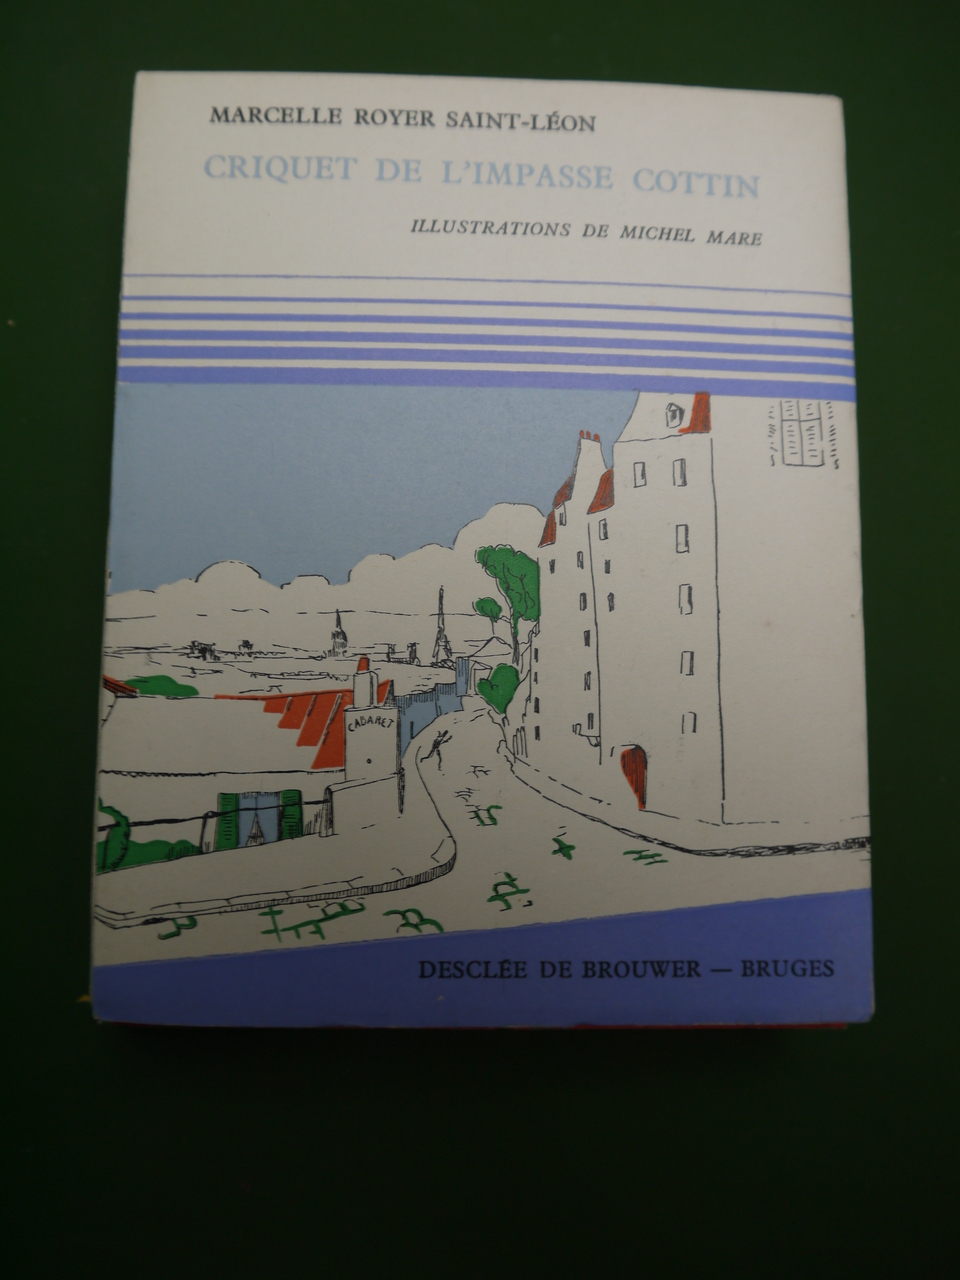 MARCELLE ROYER SAINT-LÉON
CRIQUET DE L'IMPASSE COTTIN
ILLUSTRATIONS DE MICHEL MARE
CABARET
DESCLÉE DE BROUWER — BRUGES